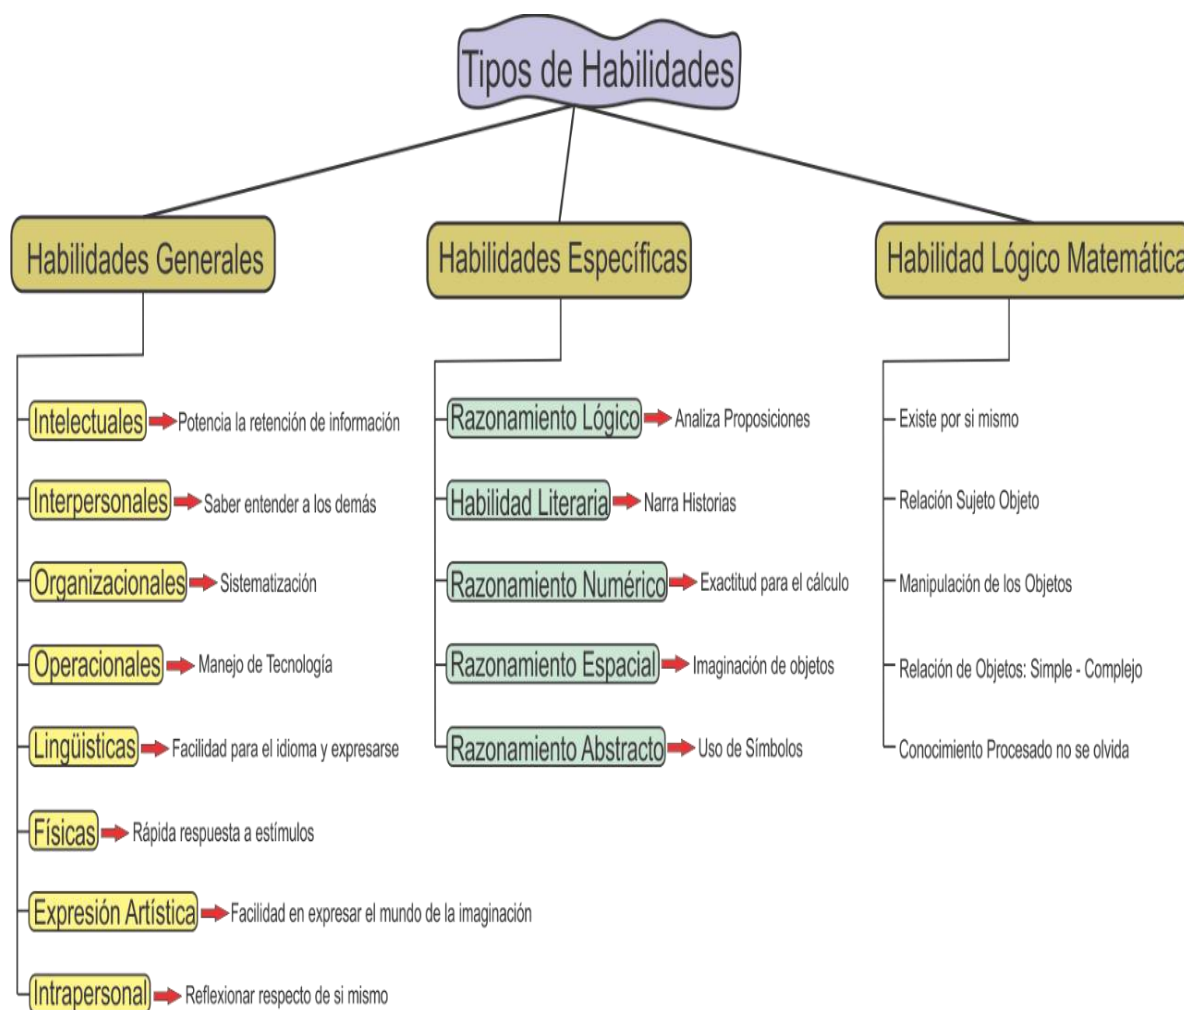 Tipos de Habilidades
Habilidades Generales
Intelectuales
Potencia la retención de información
Interpersonales
Saber entender a los demás
Organizacionales
Sistematización
Operacionales
Manejo de Tecnología
Lingüisticas
Facilidad para el idioma y expresarse
Físicas
Rápida respuesta a estímulos
Expresión Artística
Facilidad en expresar el mundo de la imaginación
Intrapersonal
Reflexionar respecto de si mismo
Habilidades Específicas
Razonamiento Lógico
Analiza Proposiciones
Habilidad Literaria
Narra Historias
Razonamiento Numérico
Exactitud para el cálculo
Razonamiento Espacial
Imaginación de objetos
Razonamiento Abstracto
Uso de Símbolos
Habilidad Lógico Matemática
Existe por si mismo
Relación Sujeto Objeto
Manipulación de los Objetos
Relación de Objetos: Simple - Complejo
Conocimiento Procesado no se olvida